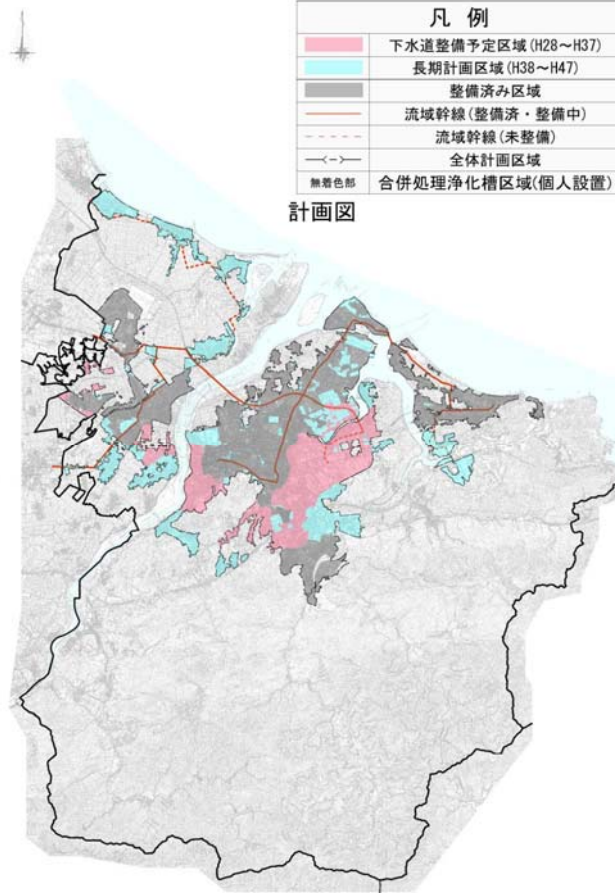 凡 例
下水道整備予定区域(H28～H37)
長期計画区域(H38～H47)
整備済み区域
流域幹線(整備済・整備中)
流域幹線(未整備)
全体計画区域
無着色部 合併処理浄化槽区域(個人設置)
計画図